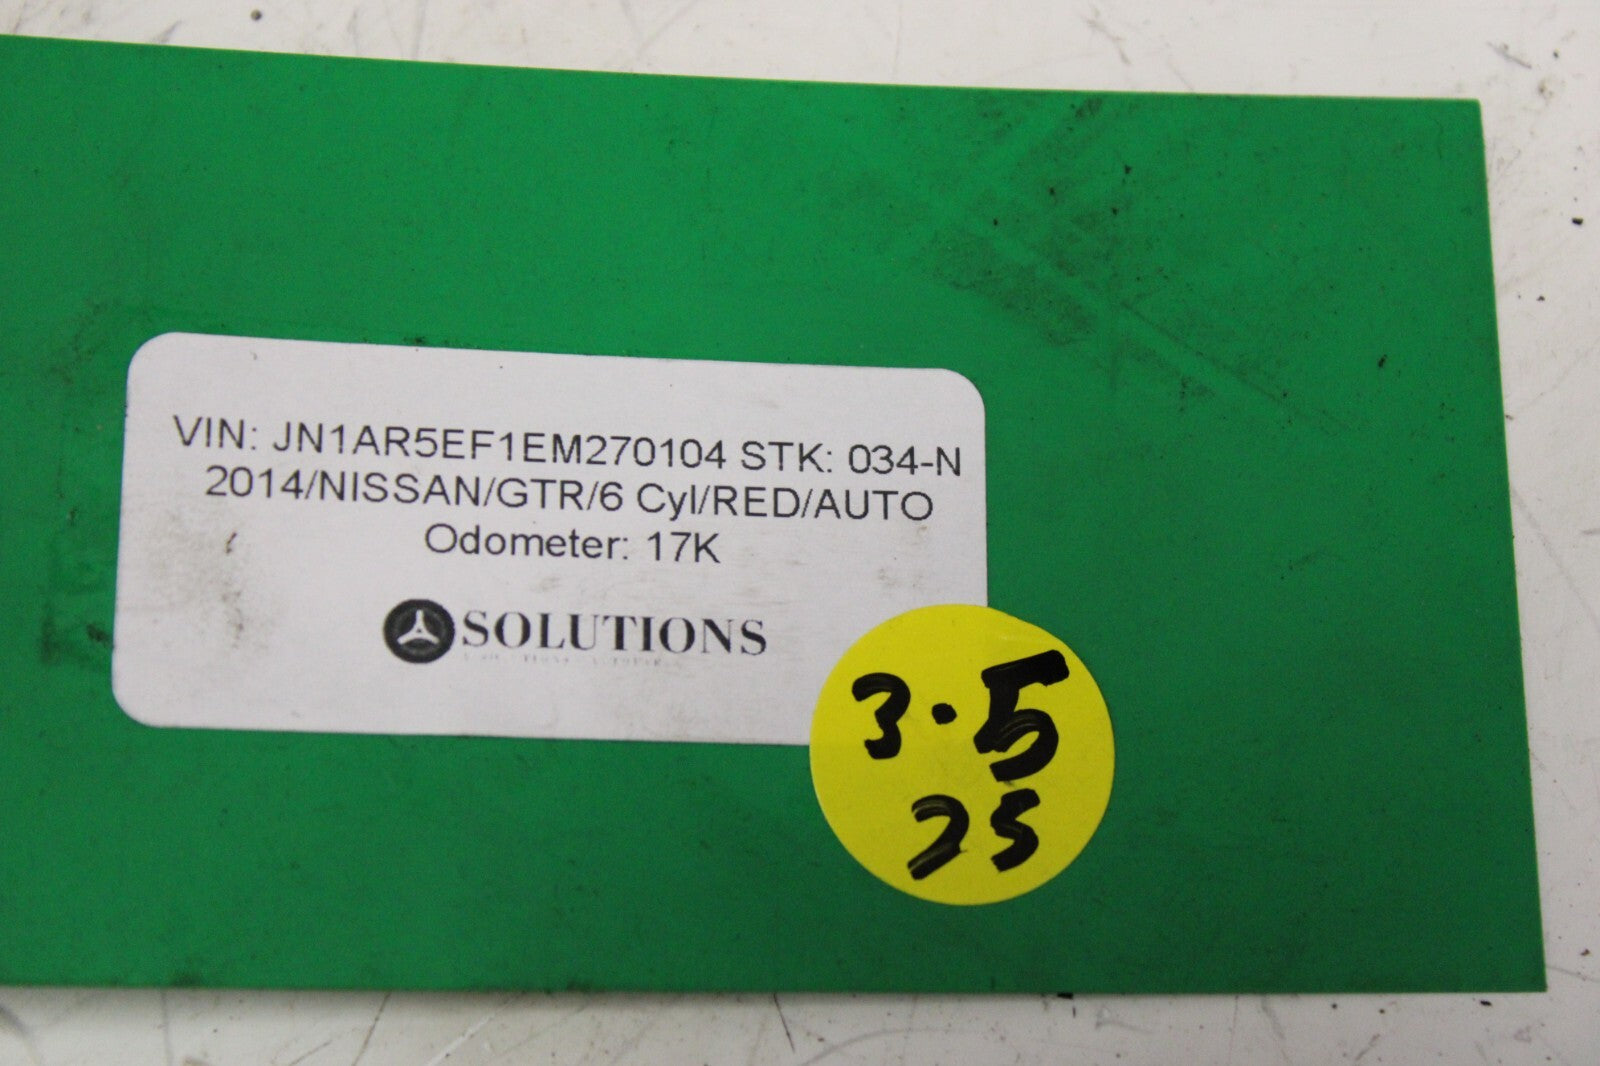 VIN: JN1AR5EF1EM270104 STK: 034-N
2014/NISSAN/GTR/6 Cyl/RED/AUTO
Odometer: 17K
SOLUTIONS
3.5
25